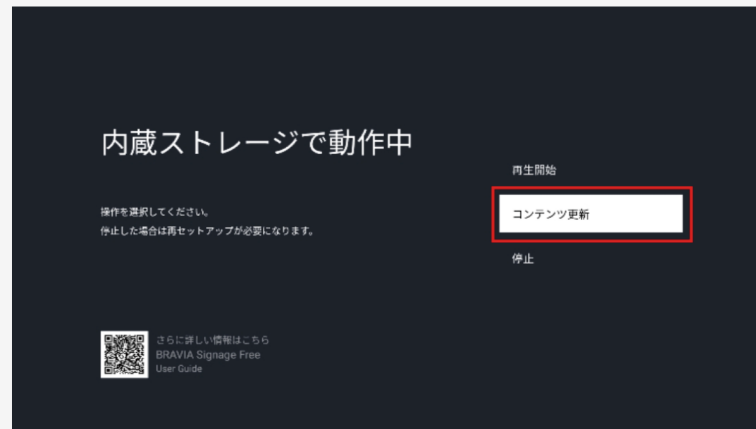 内蔵ストレージで動作中
操作を選択してください。
停止した場合は再セットアップが必要になります。
再生開始
コンテンツ更新
停止
さらに詳しい情報はこちら
BRAVIA Signage Free
User Guide